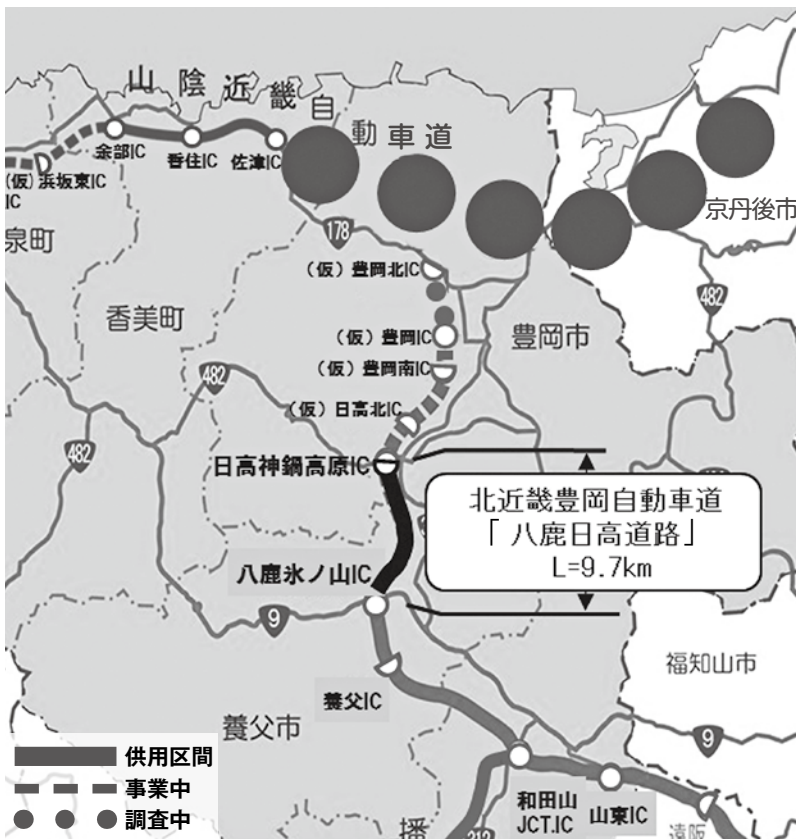 山陰近畿自動車道
余部IC
香住IC
佐津IC
(仮)浜坂東IC
IC
泉町
178
京丹後市
(仮)豊岡北IC
482
香美町
(仮)豊岡IC
豊岡市
(仮)豊岡南IC
482
(仮)日高北IC
482
日高神鍋高原IC
北近畿豊岡自動車道
「八鹿日高道路」
L=9.7km
八鹿氷ノ山IC
9
福知山市
養父IC
養父市
9
供用区間
事業中
調査中
和田山
JCT.IC
山東IC
播
312
遠阪